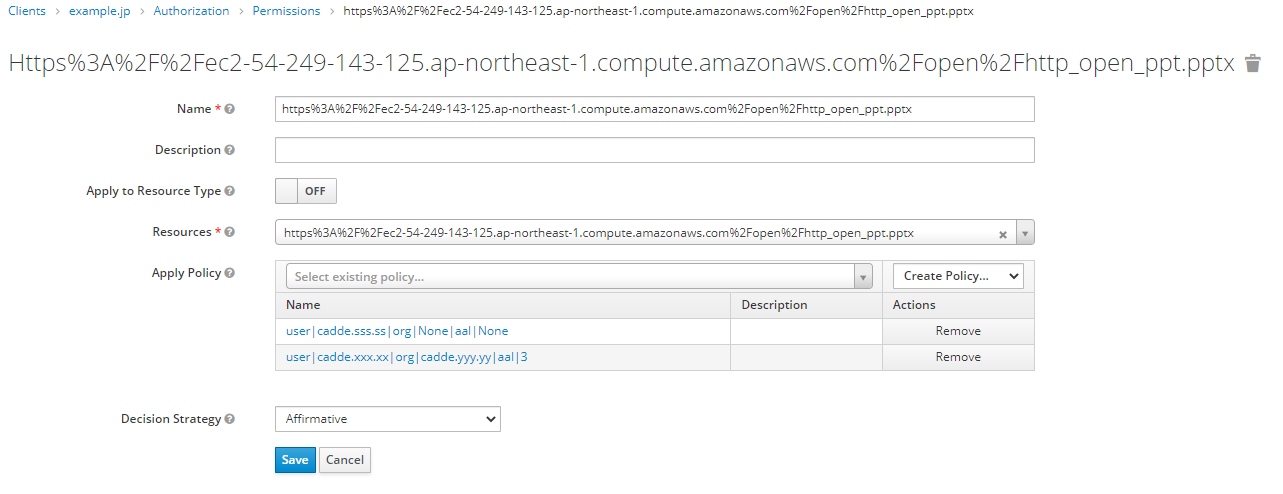 Clients > example.jp > Authorization > Permissions > https%3A%2F%2Fec2-54-249-143-125.ap-northeast-1.compute.amazonaws.com%2Fopen%2Fhttp_open_ppt.pptx
Https%3A%2F%2Fec2-54-249-143-125.ap-northeast-1.compute.amazonaws.com%2Fopen%2Fhttp_open_ppt.pptx
Name * https%3A%2F%2Fec2-54-249-143-125.ap-northeast-1.compute.amazonaws.com%2Fopen%2Fhttp_open_ppt.pptx
Description
Apply to Resource Type OFF
Resources * https%3A%2F%2Fec2-54-249-143-125.ap-northeast-1.compute.amazonaws.com%2Fopen%2Fhttp_open_ppt.pptx
Apply Policy Select existing policy... Create Policy...
Name Description Actions
user|cadde.sss.ss|org|None|aal|None Remove
user|cadde.xxx.xx|org|cadde.yyy.yy|aal|3 Remove
Decision Strategy Affirmative
Save Cancel